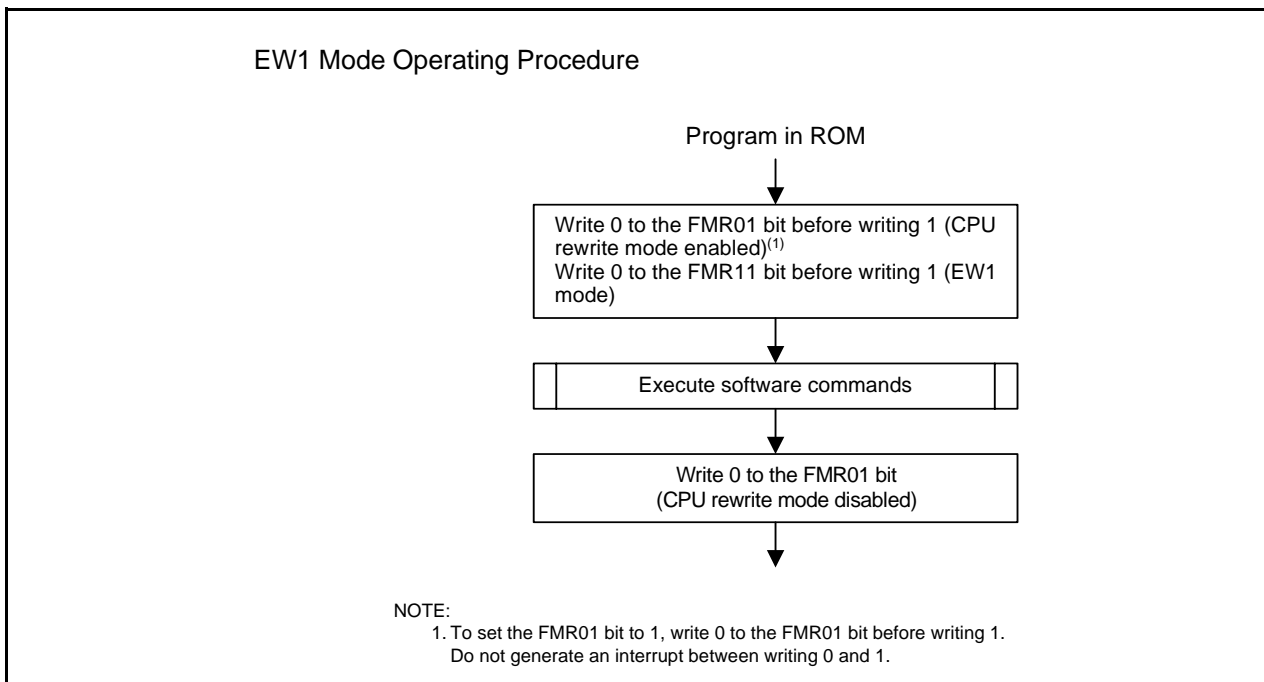 EW1 Mode Operating Procedure
Program in ROM
Write 0 to the FMR01 bit before writing 1 (CPU
rewrite mode enabled)(1)
Write 0 to the FMR11 bit before writing 1 (EW1
mode)
Execute software commands
Write 0 to the FMR01 bit
(CPU rewrite mode disabled)
NOTE:
1. To set the FMR01 bit to 1, write 0 to the FMR01 bit before writing 1.
Do not generate an interrupt between writing 0 and 1.